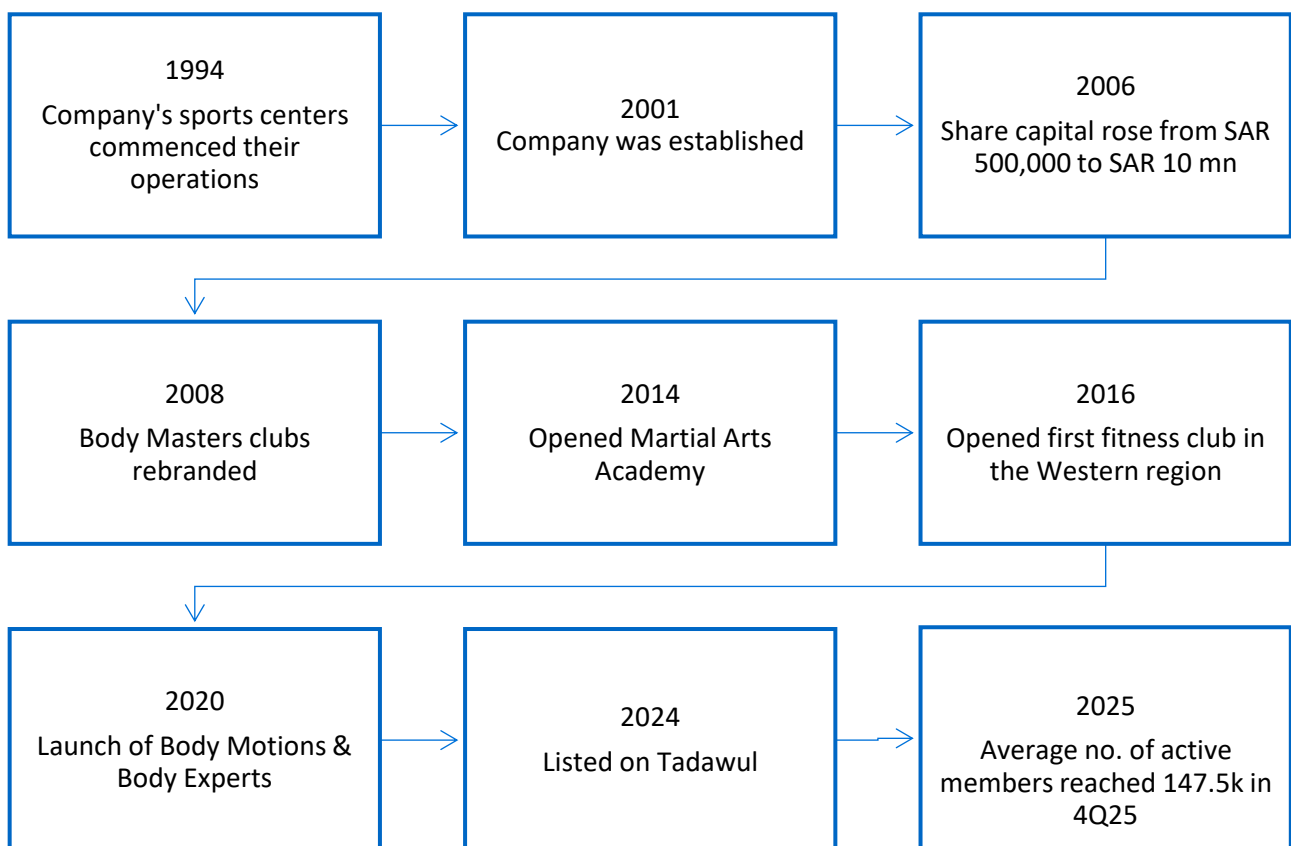 1994
Company's sports centers
commenced their
operations
2001
Company was established
2006
Share capital rose from SAR
500,000 to SAR 10 mn
2008
Body Masters clubs
rebranded
2014
Opened Martial Arts
Academy
2016
Opened first fitness club in
the Western region
2020
Launch of Body Motions &
Body Experts
2024
Listed on Tadawul
2025
Average no. of active
members reached 147.5k in
4Q25